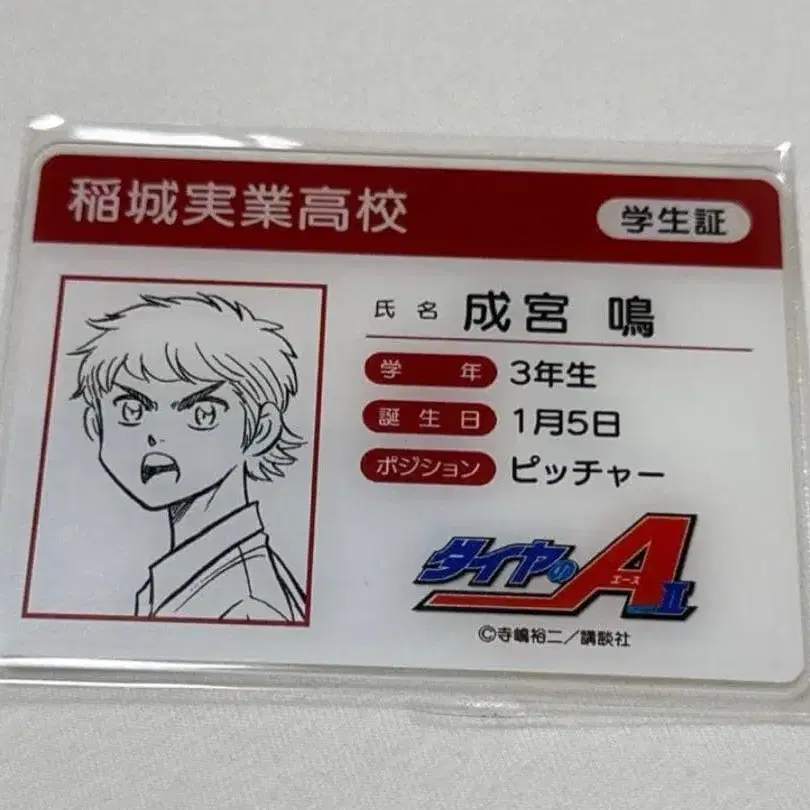 稲城実業高校
学生証
氏名 成宮 鳴
学年 3年生
誕生日 1月5日
ポジション ピッチャー
ダイヤのA
エース
II
©寺嶋裕二／講談社